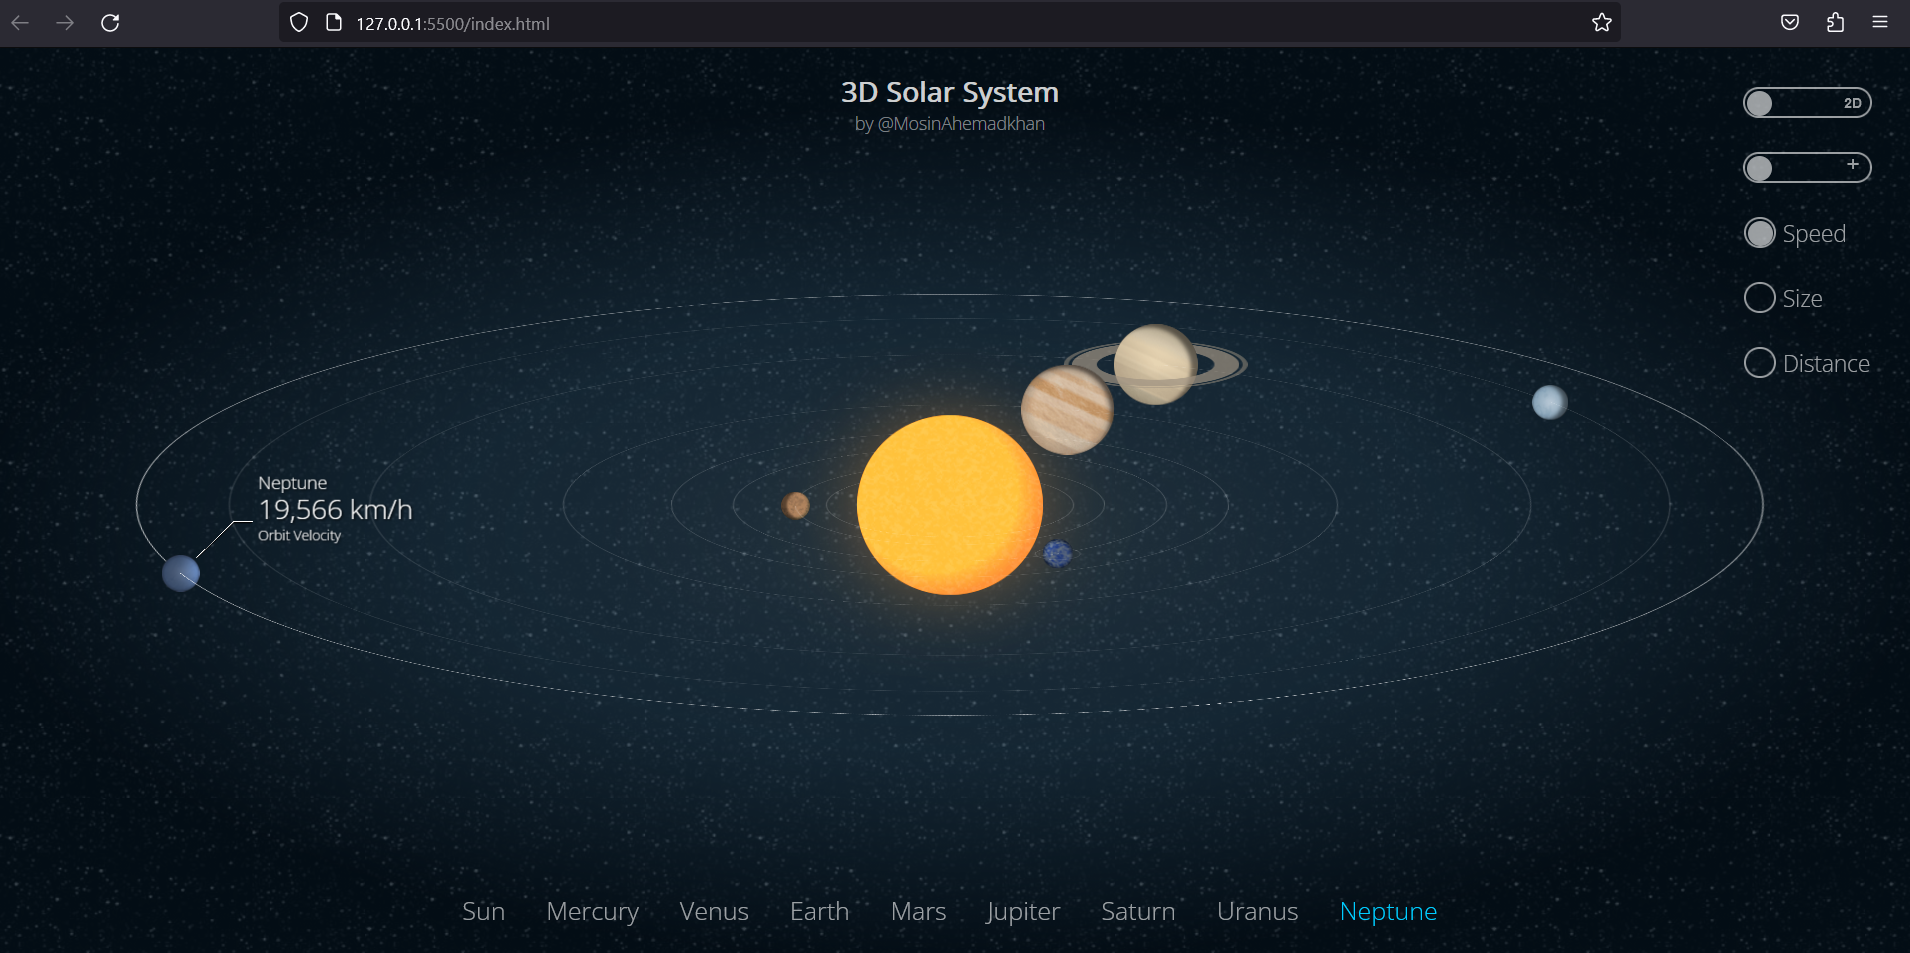 127.0.0.1:5500/index.html
3D Solar System
by @MosinAhemadkhan
2D
+
Speed
Size
Distance
Neptune
19,566 km/h
Orbit Velocity
Sun Mercury Venus Earth Mars Jupiter Saturn Uranus Neptune